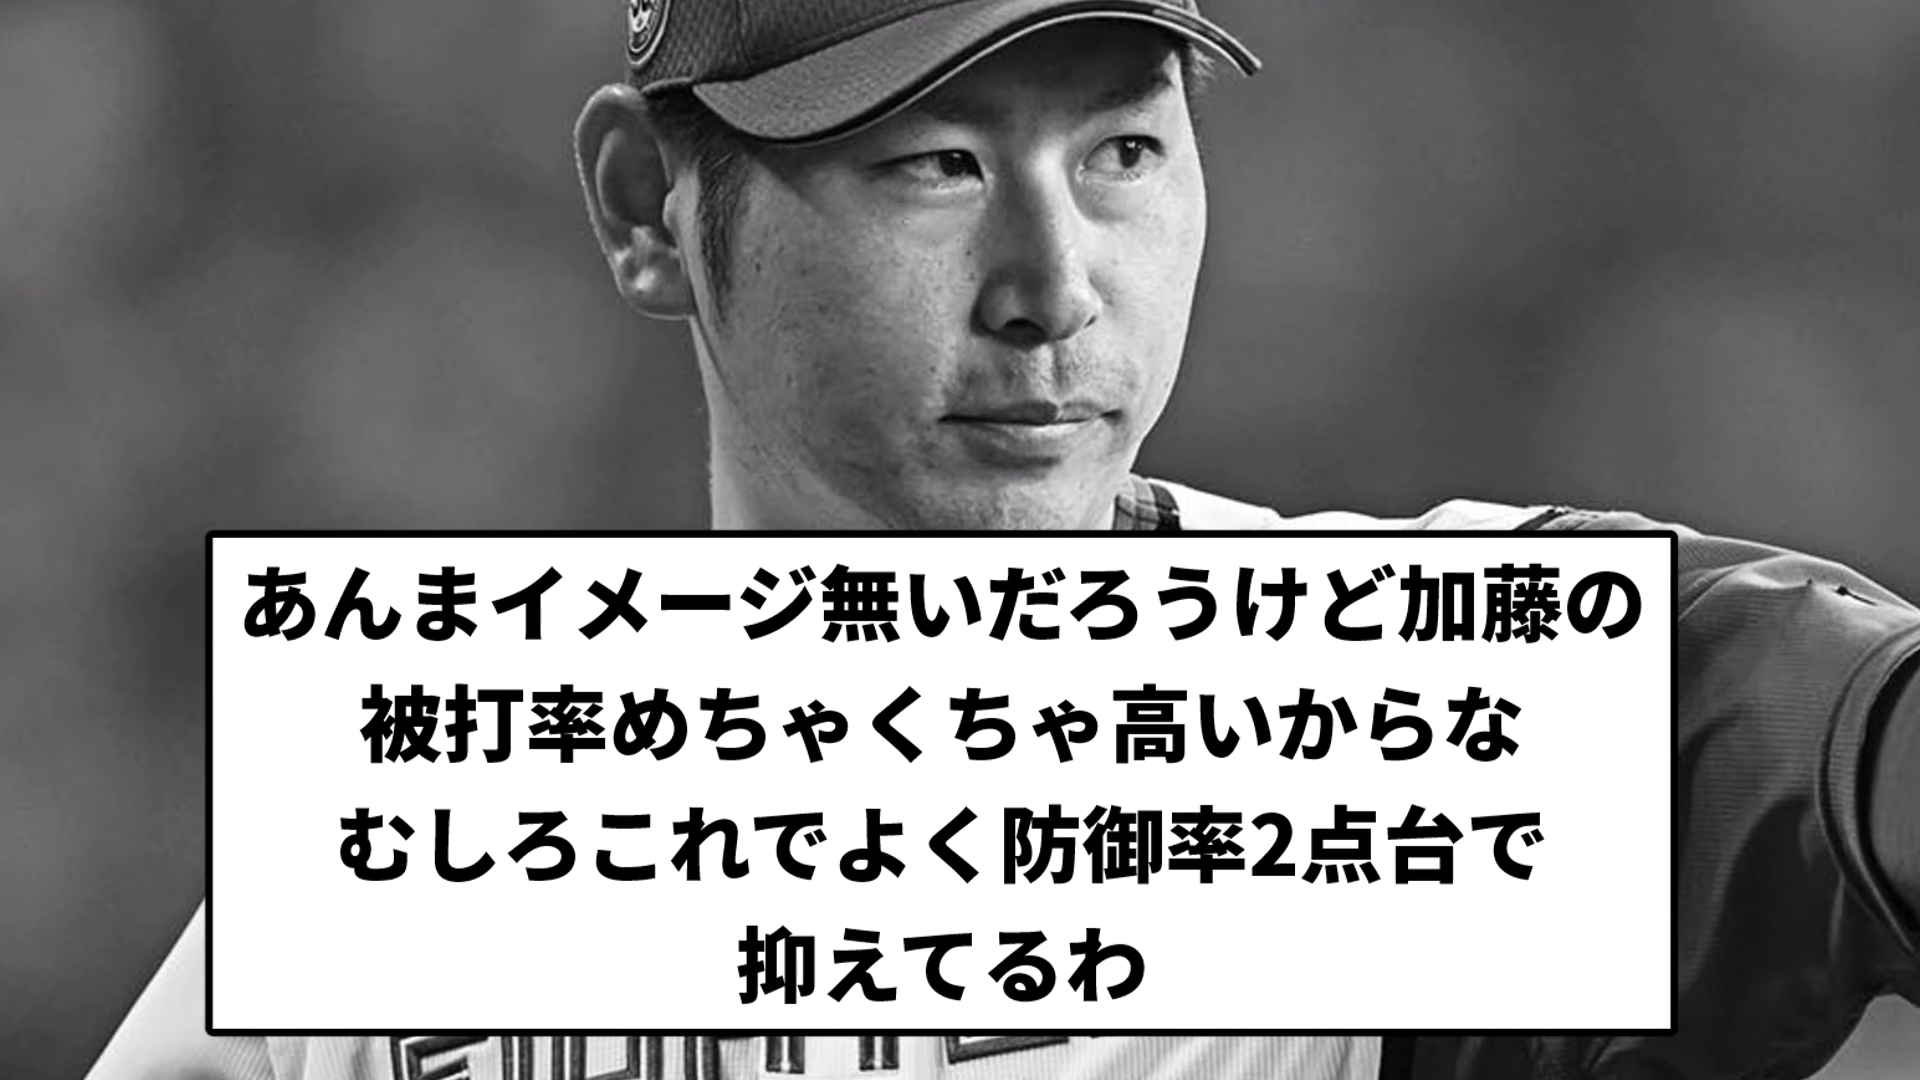 あんまイメージ無いだろうけど加藤の
被打率めちゃくちゃ高いからな
むしろこれでよく防御率2点台で
抑えてるわ